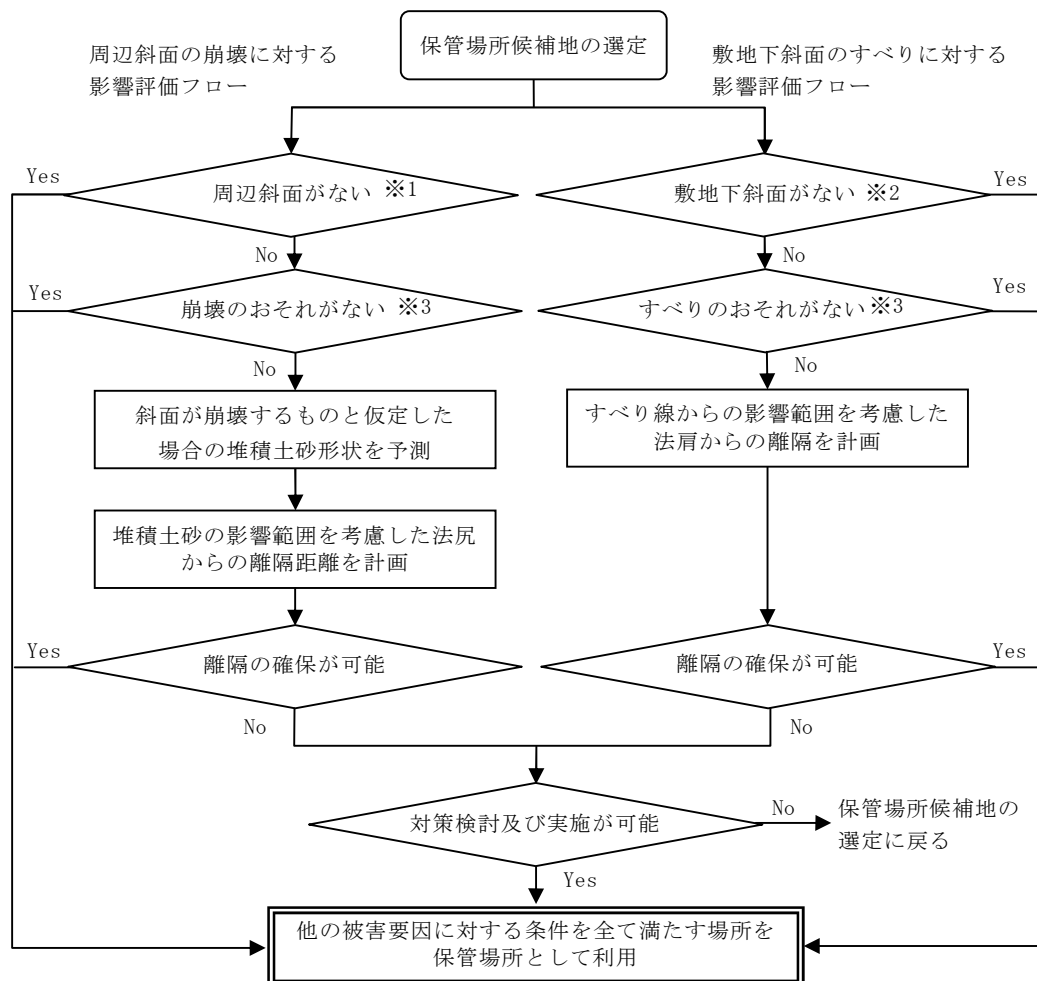 保管場所候補地の選定
周辺斜面の崩壊に対する
影響評価フロー
敷地下斜面のすべりに対する
影響評価フロー
Yes
周辺斜面がない ※1
敷地下斜面がない ※2
Yes
No
No
Yes
崩壊のおそれがない ※3
すべりのおそれがない※3
Yes
No
No
斜面が崩壊するものと仮定した
場合の堆積土砂形状を予測
すべり線からの影響範囲を考慮した
法肩からの離隔を計画
堆積土砂の影響範囲を考慮した法尻
からの離隔距離を計画
Yes
離隔の確保が可能
離隔の確保が可能
Yes
No
No
対策検討及び実施が可能
No
保管場所候補地の
選定に戻る
Yes
他の被害要因に対する条件を全て満たす場所を
保管場所として利用